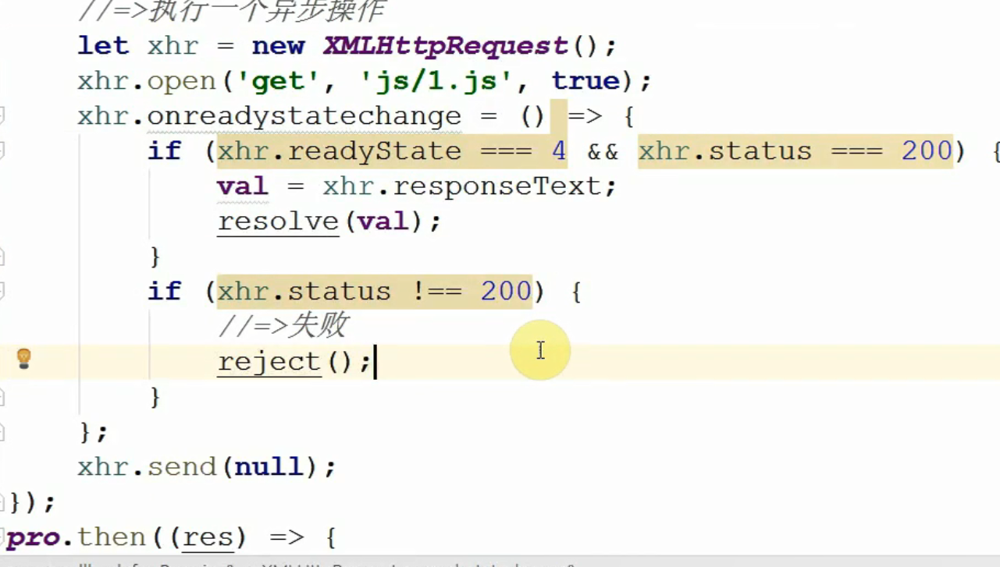 //=>执行一个异步操作
let xhr = new XMLHttpRequest();
xhr.open('get', 'js/1.js', true);
xhr.onreadystatechange = () => {
if (xhr.readyState === 4 && xhr.status === 200) {
val = xhr.responseText;
resolve(val);
}
if (xhr.status !== 200) {
//=>失败
reject();
}
};
xhr.send(null);
});
pro.then((res) => {